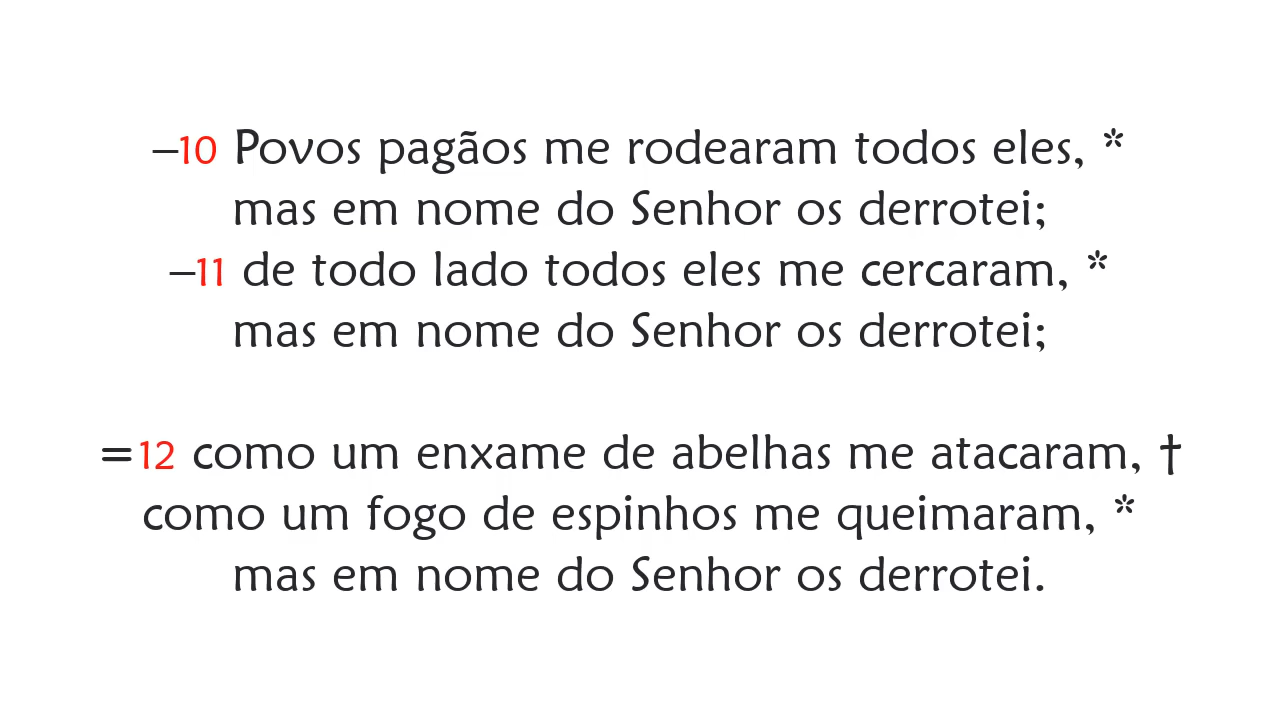 –10 Povos pagãos me rodearam todos eles, *
mas em nome do Senhor os derrotei;
–11 de todo lado todos eles me cercaram, *
mas em nome do Senhor os derrotei;
=12 como um enxame de abelhas me atacaram, †
como um fogo de espinhos me queimaram, *
mas em nome do Senhor os derrotei.